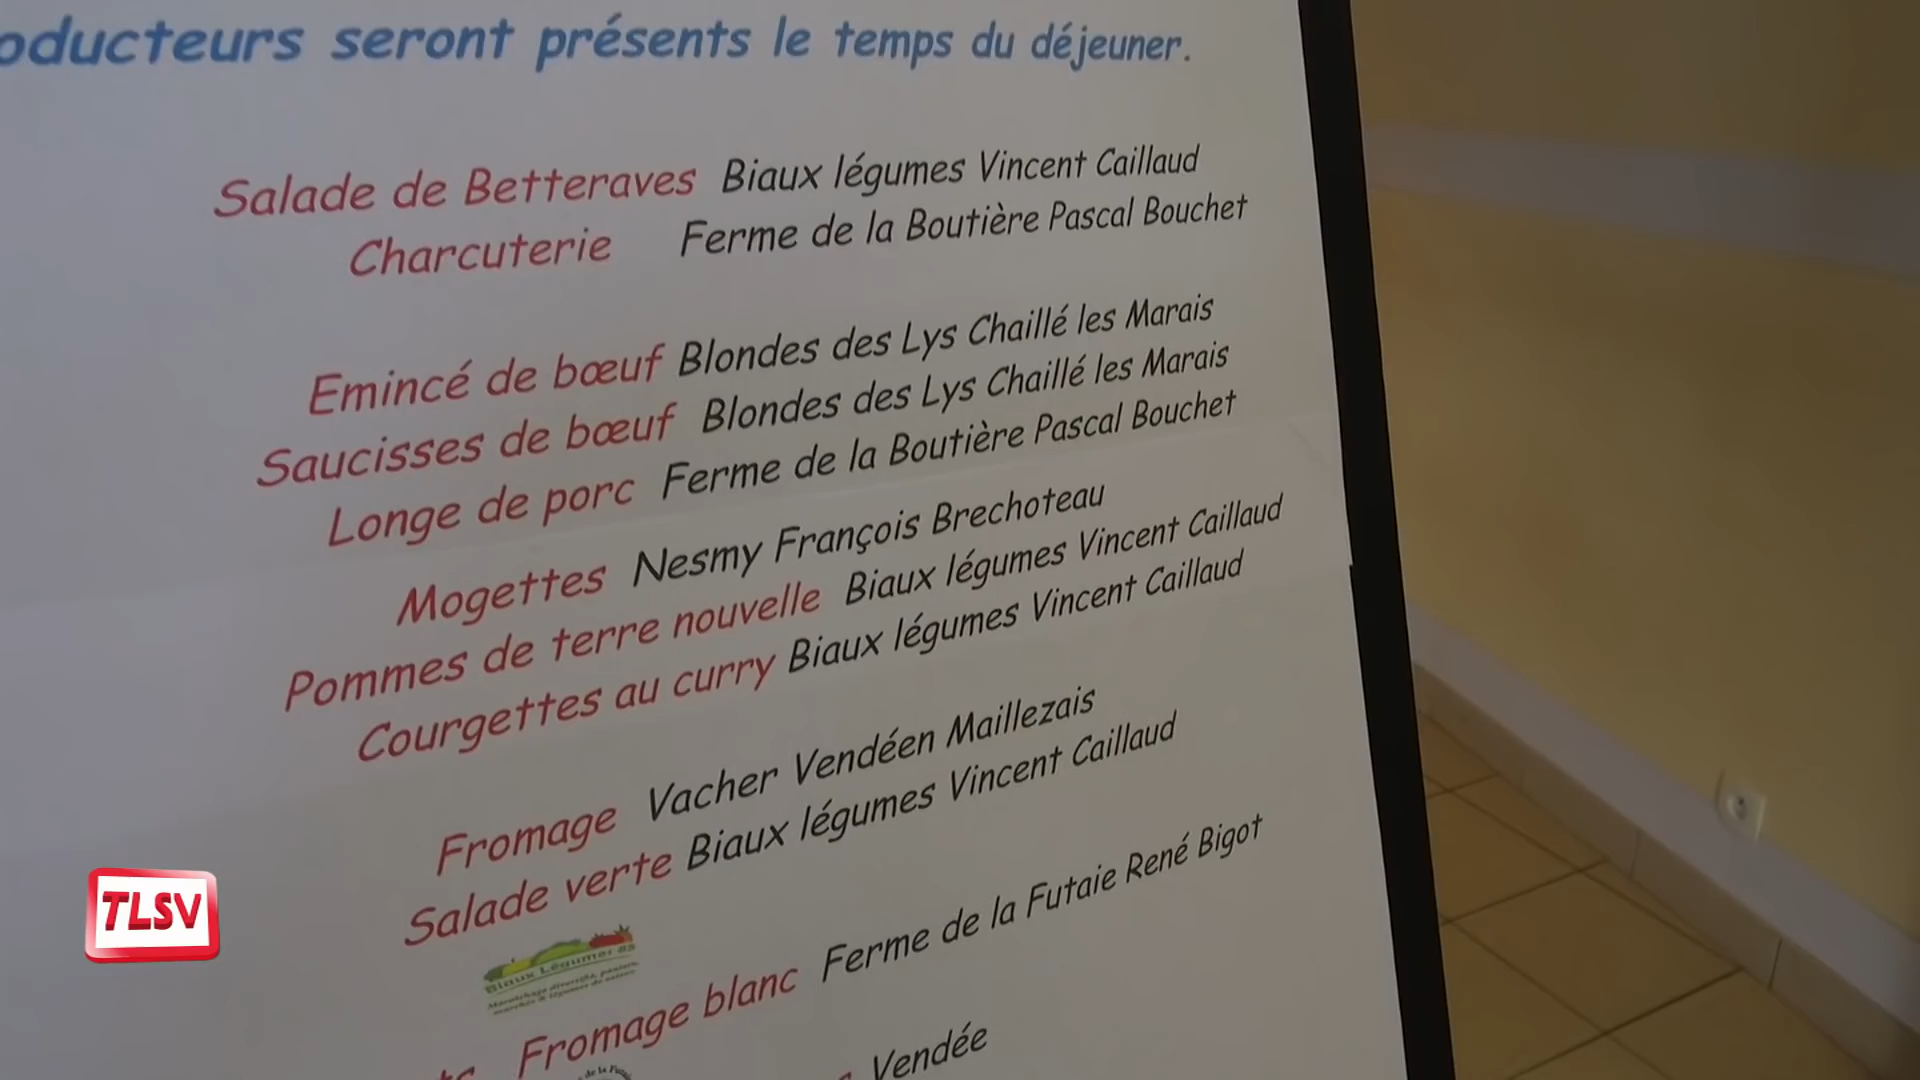 oducteurs seront présents le temps du déjeuner.
Salade de Betteraves Biaux légumes Vincent Caillaud
Charcuterie Ferme de la Boutière Pascal Bouchet
Emincé de bœuf Blondes des Lys Chaillé les Marais
Saucisses de bœuf Blondes des Lys Chaillé les Marais
Longe de porc Ferme de la Boutière Pascal Bouchet
Mogettes Nesmy François Brechoteau
Pommes de terre nouvelle Biaux légumes Vincent Caillaud
Courgettes au curry Biaux légumes Vincent Caillaud
Fromage Vacher Vendéen Maillezais
Salade verte Biaux légumes Vincent Caillaud
Biaux Légumes 85
Fromage blanc Ferme de la Futaie René Bigot
Vendée
TLSV